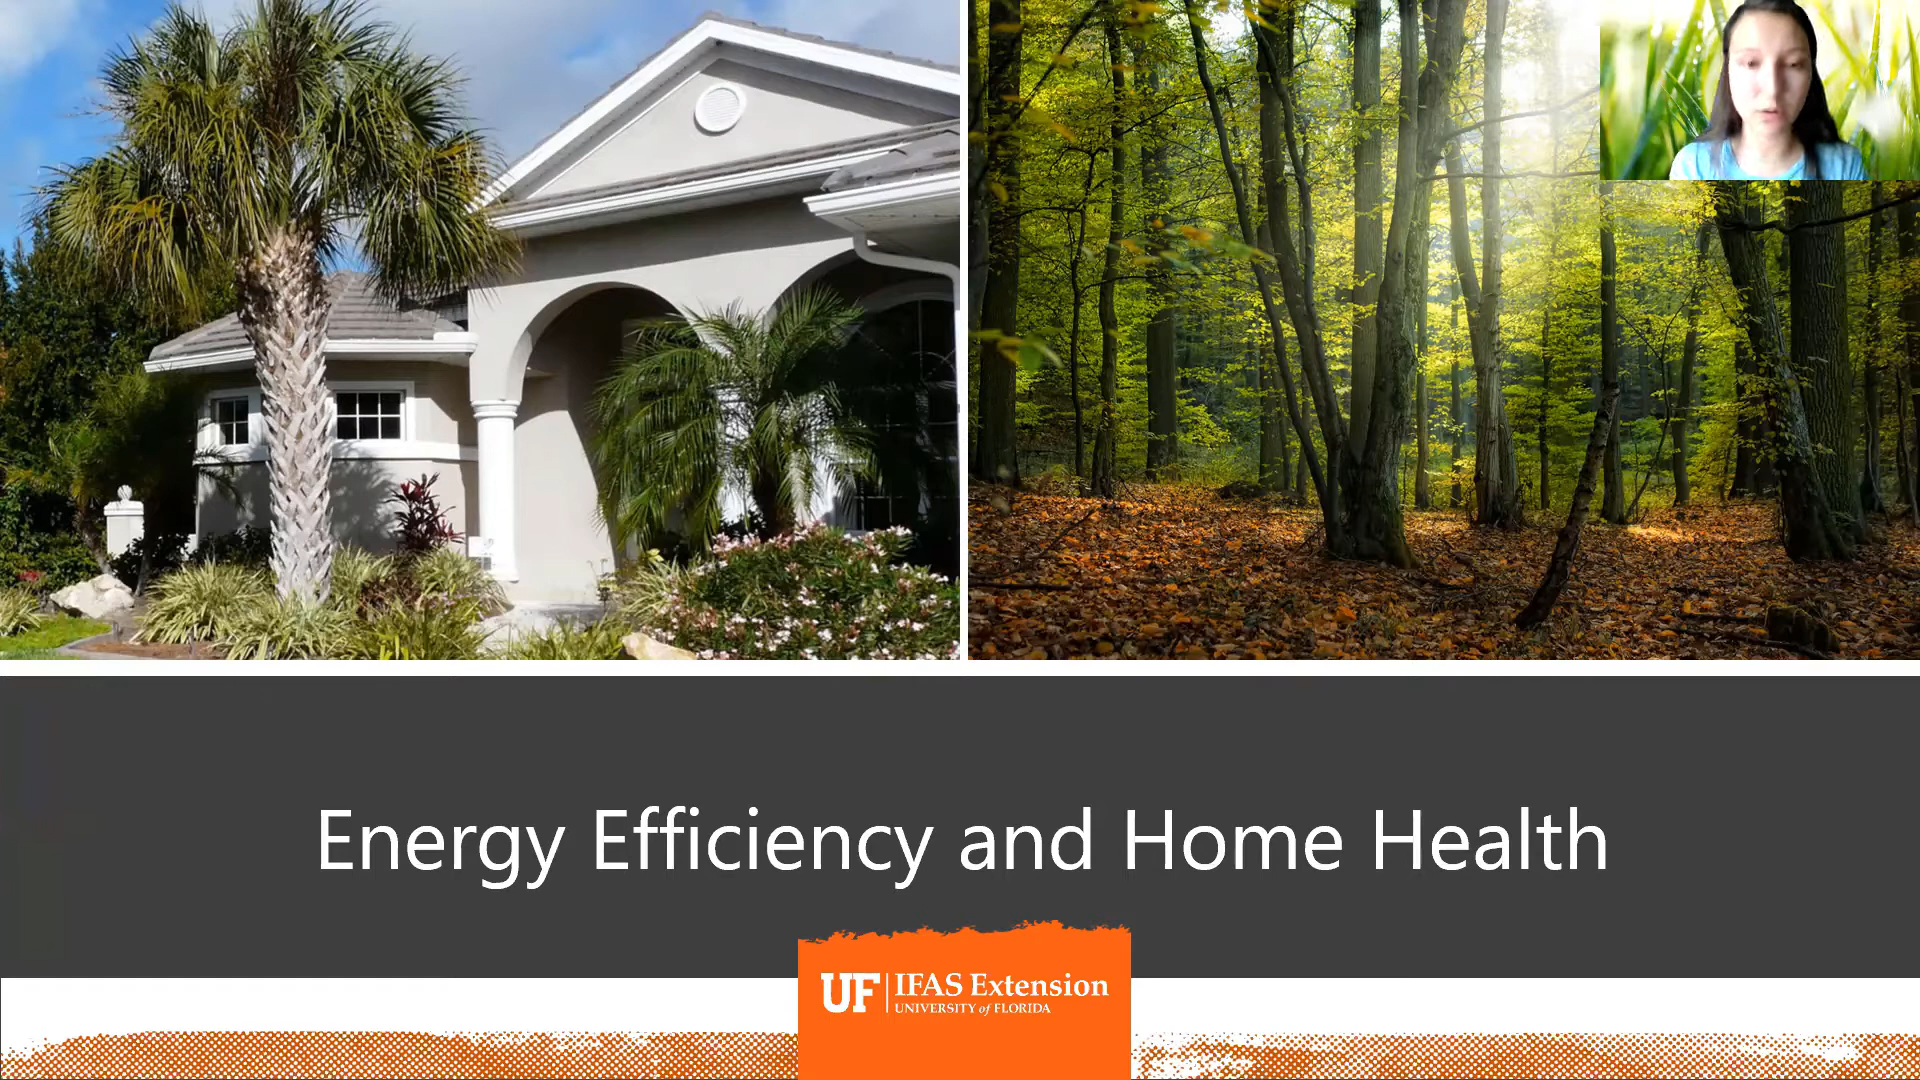 Energy Efficiency and Home Health
UF IFAS Extension
UNIVERSITY of FLORIDA